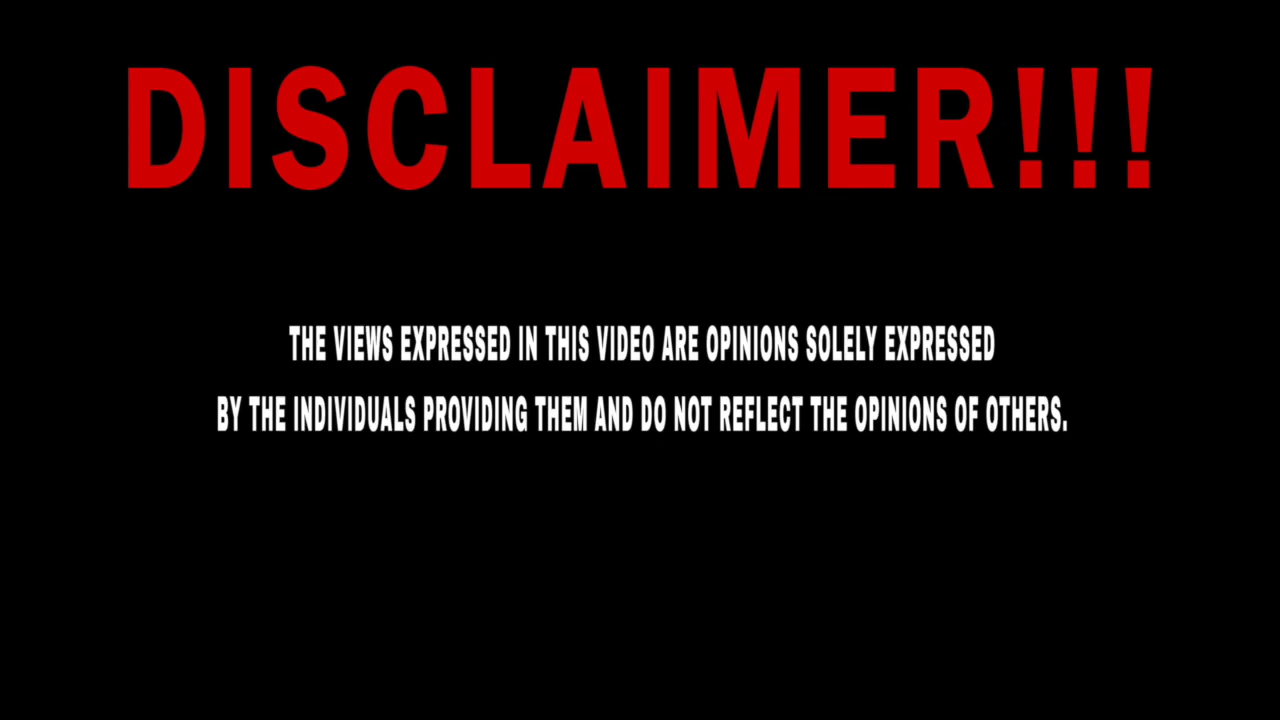 DISCLAIMER!!!
THE VIEWS EXPRESSED IN THIS VIDEO ARE OPINIONS SOLELY EXPRESSED
BY THE INDIVIDUALS PROVIDING THEM AND DO NOT REFLECT THE OPINIONS OF OTHERS.